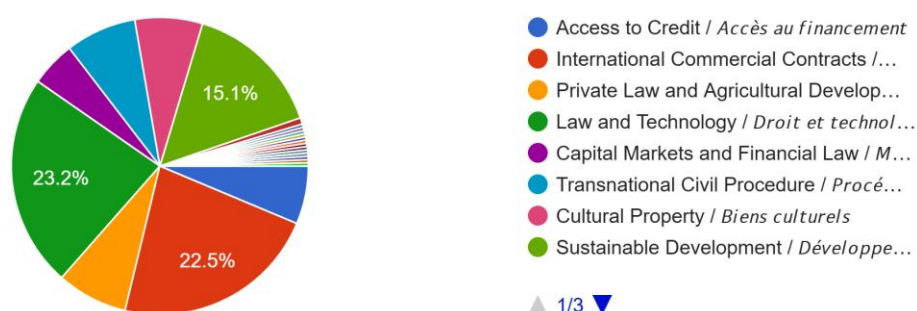 15.1%
23.2%
22.5%
Access to Credit / Accès au financement
International Commercial Contracts /...
Private Law and Agricultural Develop...
Law and Technology / Droit et technol...
Capital Markets and Financial Law / M...
Transnational Civil Procedure / Procé...
Cultural Property / Biens culturels
Sustainable Development / Développe...
1/3